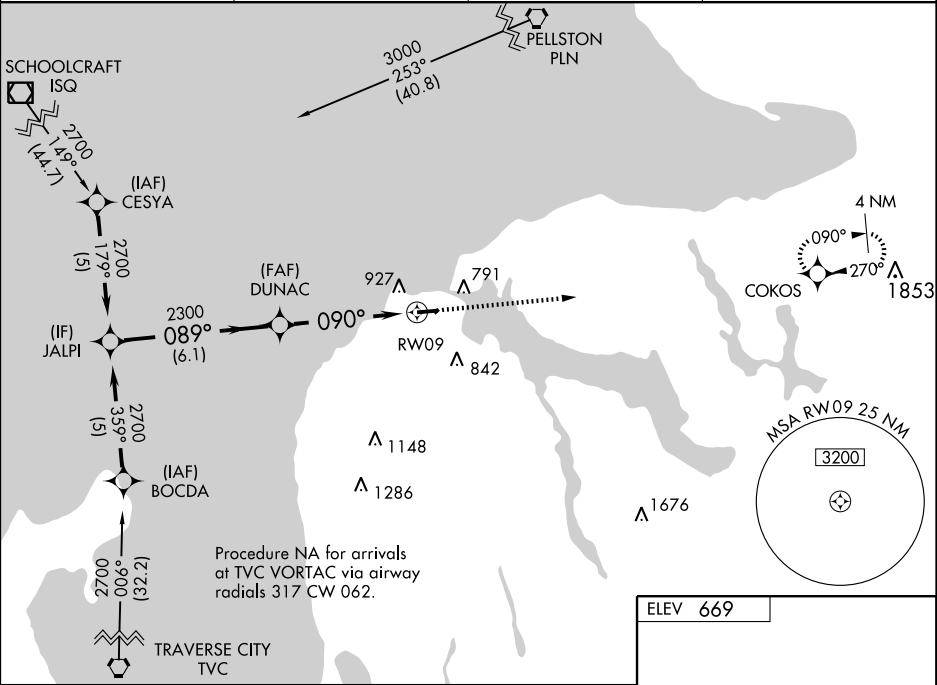 PELLSTON
PLN
3000
253°
(40.8)
SCHOOLCRAFT
ISQ
2700
149°
(44.7)
(IAF)
CESYA
2700
179°
(5)
4 NM
090°
270°
COKOS
1853
(FAF)
DUNAC
927
791
2300
089°
(6.1)
090°
(IF)
JALPI
RW09
842
2700
359°
(5)
MSA RW09 25 NM
3200
1148
1286
(IAF)
BOCDA
1676
Procedure NA for arrivals
at TVC VORTAC via airway
radials 317 CW 062.
2700
006°
(32.2)
ELEV 669
TRAVERSE CITY
TVC